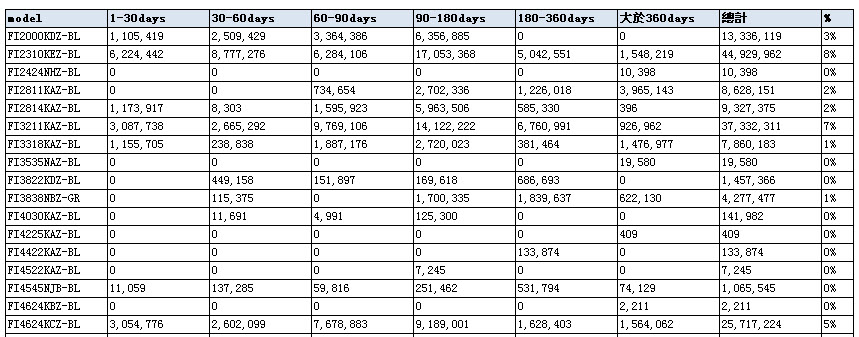 model 1-30days 30-60days 60-90days 90-180days 180-360days 大於360days 總計 %
FI2000KDZ-BL 1,105,419 2,509,429 3,364,386 6,356,885 0 0 13,336,119 3%
FI2310KEZ-BL 6,224,442 8,777,276 6,284,106 17,053,368 5,042,551 1,548,219 44,929,962 8%
FI2424NHZ-BL 0 0 0 0 0 10,398 10,398 0%
FI2811KAZ-BL 0 0 734,654 2,702,336 1,226,018 3,965,143 8,628,151 2%
FI2814KAZ-BL 1,173,917 8,303 1,595,923 5,963,506 585,330 396 9,327,375 2%
FI3211KAZ-BL 3,087,738 2,665,292 9,769,106 14,122,222 6,760,991 926,962 37,332,311 7%
FI3318KAZ-BL 1,155,705 238,838 1,887,176 2,720,023 381,464 1,476,977 7,860,183 1%
FI3535NAZ-BL 0 0 0 0 0 19,580 19,580 0%
FI3822KDZ-BL 0 449,158 151,897 169,618 686,693 0 1,457,366 0%
FI3838NBZ-GR 0 115,375 0 1,700,335 1,839,637 622,130 4,277,477 1%
FI4030KAZ-BL 0 11,691 4,991 125,300 0 0 141,982 0%
FI4225KAZ-BL 0 0 0 0 0 409 409 0%
FI4422KAZ-BL 0 0 0 0 133,874 0 133,874 0%
FI4522KAZ-BL 0 0 0 7,245 0 0 7,245 0%
FI4545NJB-BL 11,059 137,285 59,816 251,462 531,794 74,129 1,065,545 0%
FI4624KBZ-BL 0 0 0 0 0 2,211 2,211 0%
FI4624KCZ-BL 3,054,776 2,602,099 7,678,883 9,189,001 1,628,403 1,564,062 25,717,224 5%